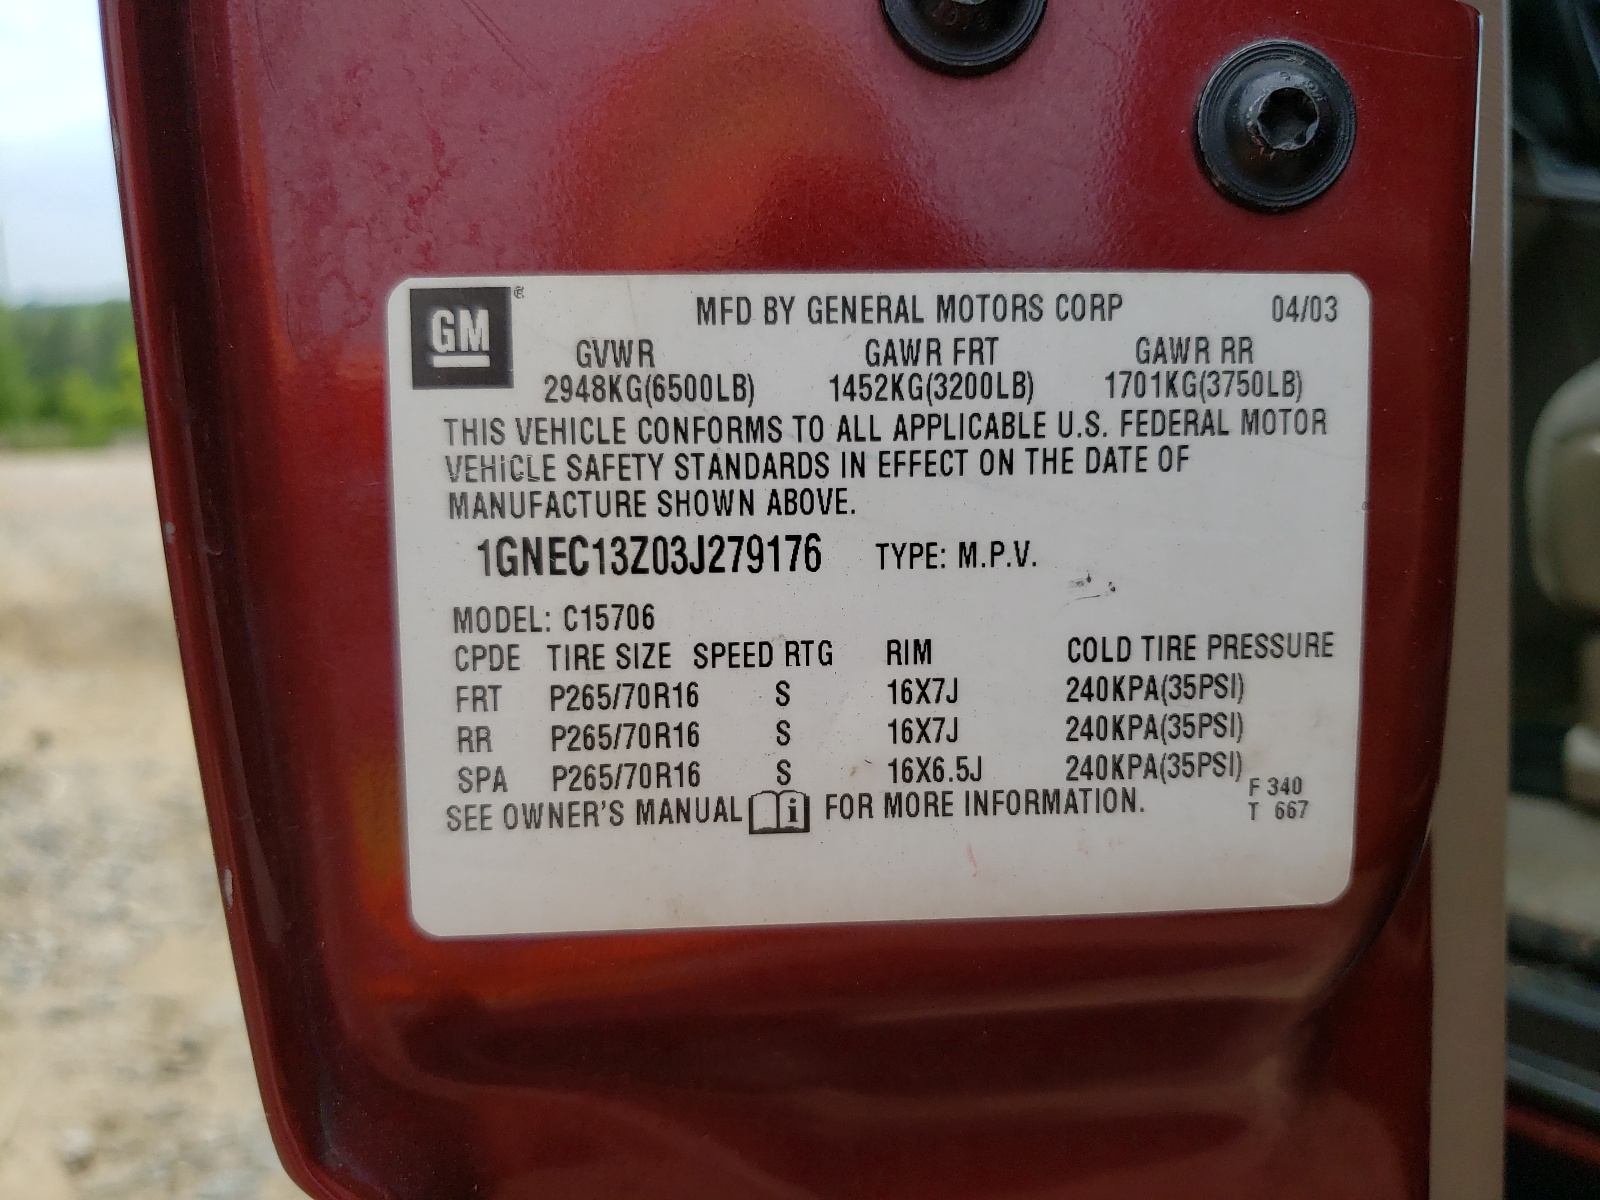 GM ®
MFD BY GENERAL MOTORS CORP 04/03
GVWR GAWR FRT GAWR RR
2948KG(6500LB) 1452KG(3200LB) 1701KG(3750LB)
THIS VEHICLE CONFORMS TO ALL APPLICABLE U.S. FEDERAL MOTOR
VEHICLE SAFETY STANDARDS IN EFFECT ON THE DATE OF
MANUFACTURE SHOWN ABOVE.
1GNEC13Z03J279176 TYPE: M.P.V.
MODEL: C15706
CPDE TIRE SIZE SPEED RTG RIM COLD TIRE PRESSURE
FRT P265/70R16 S 16X7J 240KPA(35PSI)
RR P265/70R16 S 16X7J 240KPA(35PSI)
SPA P265/70R16 S 16X6.5J 240KPA(35PSI)
F 340
SEE OWNER'S MANUAL FOR MORE INFORMATION. T 667